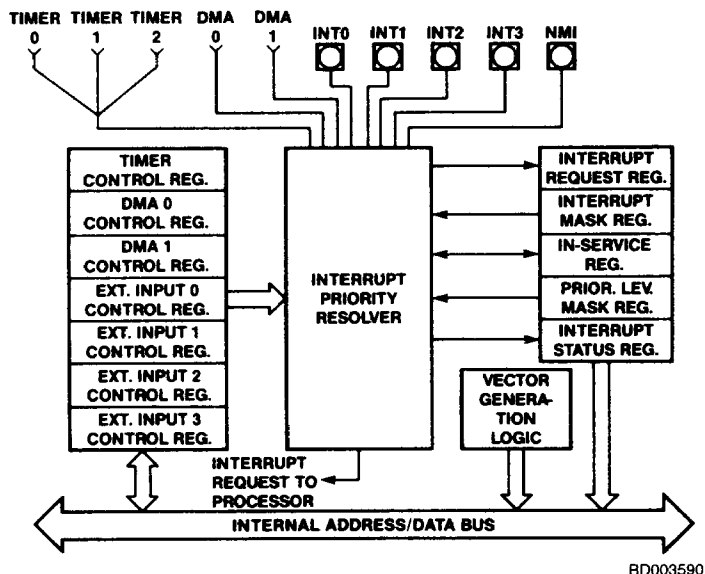 TIMER TIMER TIMER DMA DMA
0 1 2 0 1
INT0 INT1 INT2 INT3 NMI
TIMER
CONTROL REG.
DMA 0
CONTROL REG.
DMA 1
CONTROL REG.
EXT. INPUT 0
CONTROL REG.
EXT. INPUT 1
CONTROL REG.
EXT. INPUT 2
CONTROL REG.
EXT. INPUT 3
CONTROL REG.
INTERRUPT
PRIORITY
RESOLVER
INTERRUPT
REQUEST REG.
INTERRUPT
MASK REG.
IN-SERVICE
REG.
PRIOR. LEV.
MASK REG.
INTERRUPT
STATUS REG.
VECTOR
GENERA-
TION
LOGIC
INTERRUPT
REQUEST TO
PROCESSOR
INTERNAL ADDRESS/DATA BUS
BD003590